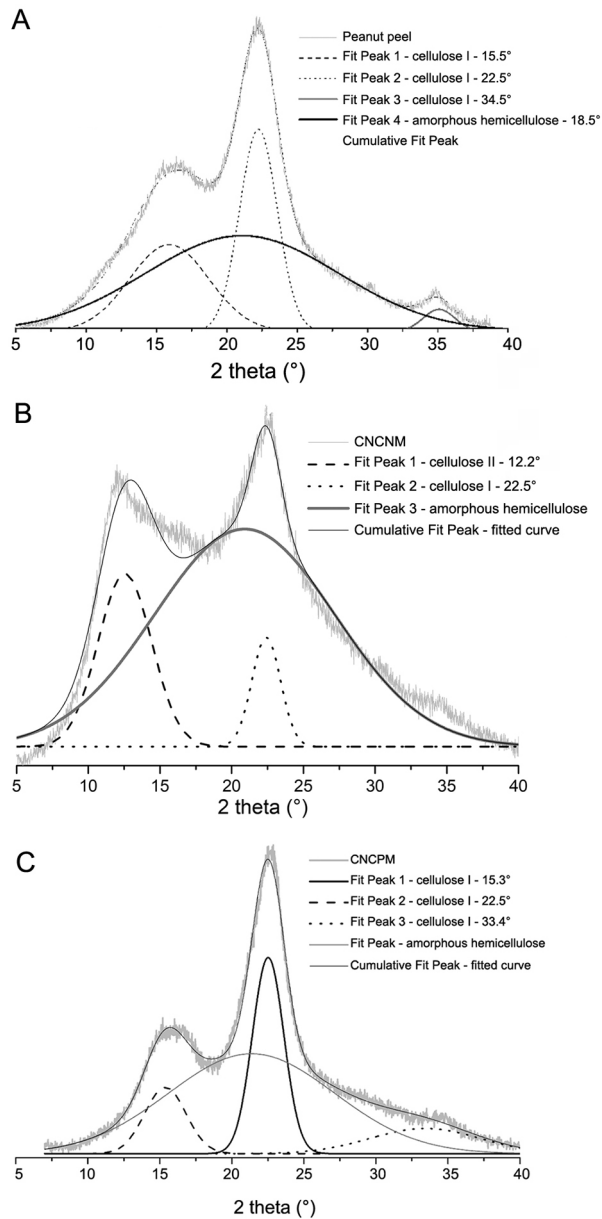 A
Peanut peel
Fit Peak 1 - cellulose I - 15.5°
Fit Peak 2 - cellulose I - 22.5°
Fit Peak 3 - cellulose I - 34.5°
Fit Peak 4 - amorphous hemicellulose - 18.5°
Cumulative Fit Peak
5 10 15 20 25 30 35 40
2 theta (°)
B
CNCNM
Fit Peak 1 - cellulose II - 12.2°
Fit Peak 2 - cellulose I - 22.5°
Fit Peak 3 - amorphous hemicellulose
Cumulative Fit Peak - fitted curve
5 10 15 20 25 30 35 40
2 theta (°)
C
CNCPM
Fit Peak 1 - cellulose I - 15.3°
Fit Peak 2 - cellulose I - 22.5°
Fit Peak 3 - cellulose I - 33.4°
Fit Peak - amorphous hemicellulose
Cumulative Fit Peak - fitted curve
5 10 15 20 25 30 35 40
2 theta (°)